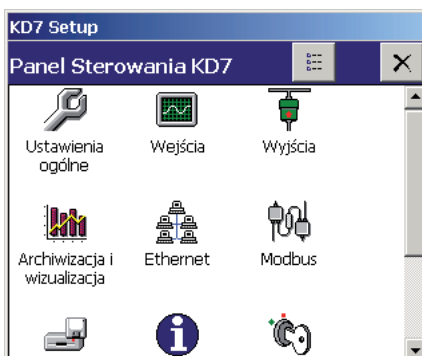 KD7 Setup
Panel Sterowania KD7
Ustawienia ogólne
Wejścia
Wyjścia
Archiwizacja i wizualizacja
Ethernet
Modbus